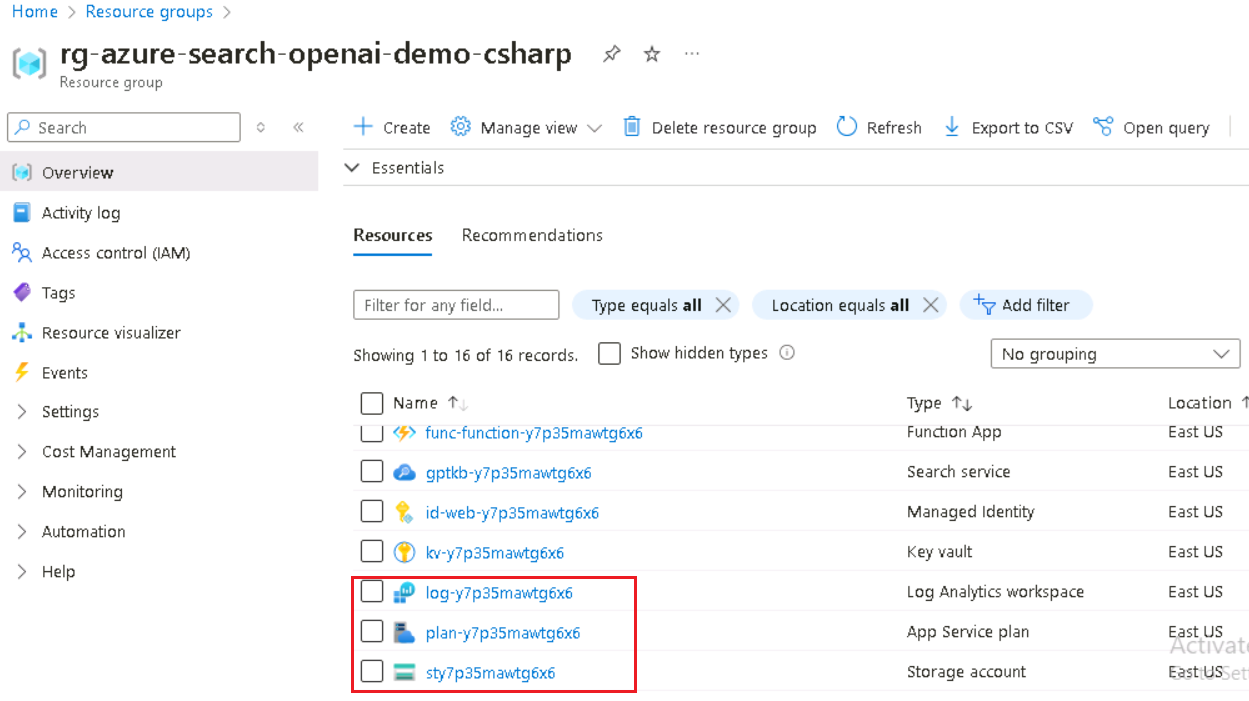 Home > Resource groups >
rg-azure-search-openai-demo-csharp
Resource group
Search
Create Manage view Delete resource group Refresh Export to CSV Open query
Overview
Activity log
Access control (IAM)
Tags
Resource visualizer
Events
Settings
Cost Management
Monitoring
Automation
Help
Essentials
Resources Recommendations
Filter for any field... Type equals all Location equals all Add filter
Showing 1 to 16 of 16 records. Show hidden types No grouping
Name Type Location
func-function-y7p35mawtg6x6 Function App East US
gptkb-y7p35mawtg6x6 Search service East US
id-web-y7p35mawtg6x6 Managed Identity East US
kv-y7p35mawtg6x6 Key vault East US
log-y7p35mawtg6x6 Log Analytics workspace East US
plan-y7p35mawtg6x6 App Service plan East US
sty7p35mawtg6x6 Storage account East US